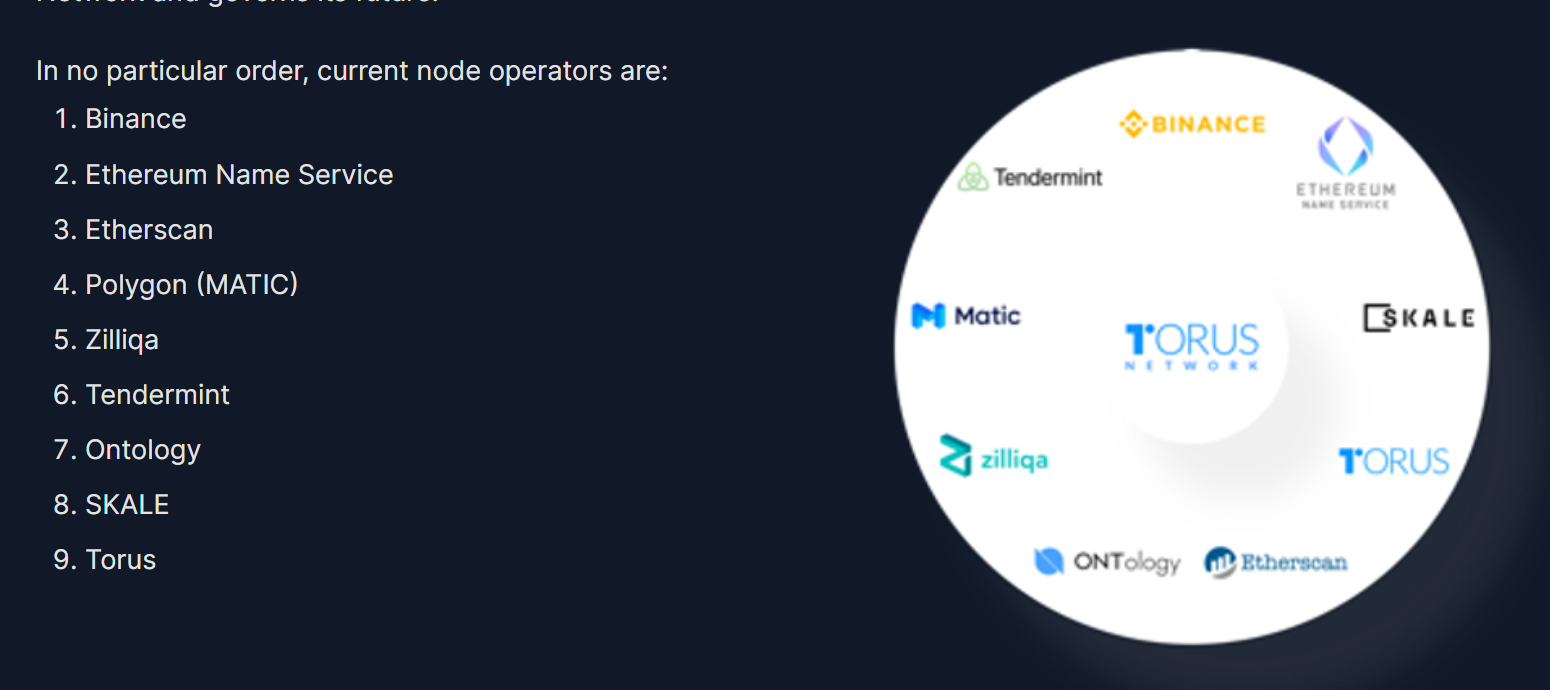 In no particular order, current node operators are:
1. Binance
2. Ethereum Name Service
3. Etherscan
4. Polygon (MATIC)
5. Zilliqa
6. Tendermint
7. Ontology
8. SKALE
9. Torus
BINANCE
Tendermint
ETHEREUM
NAME SERVICE
Matic
SKALE
TORUS
NETWORK
zilliqa
TORUS
ONTology
Etherscan